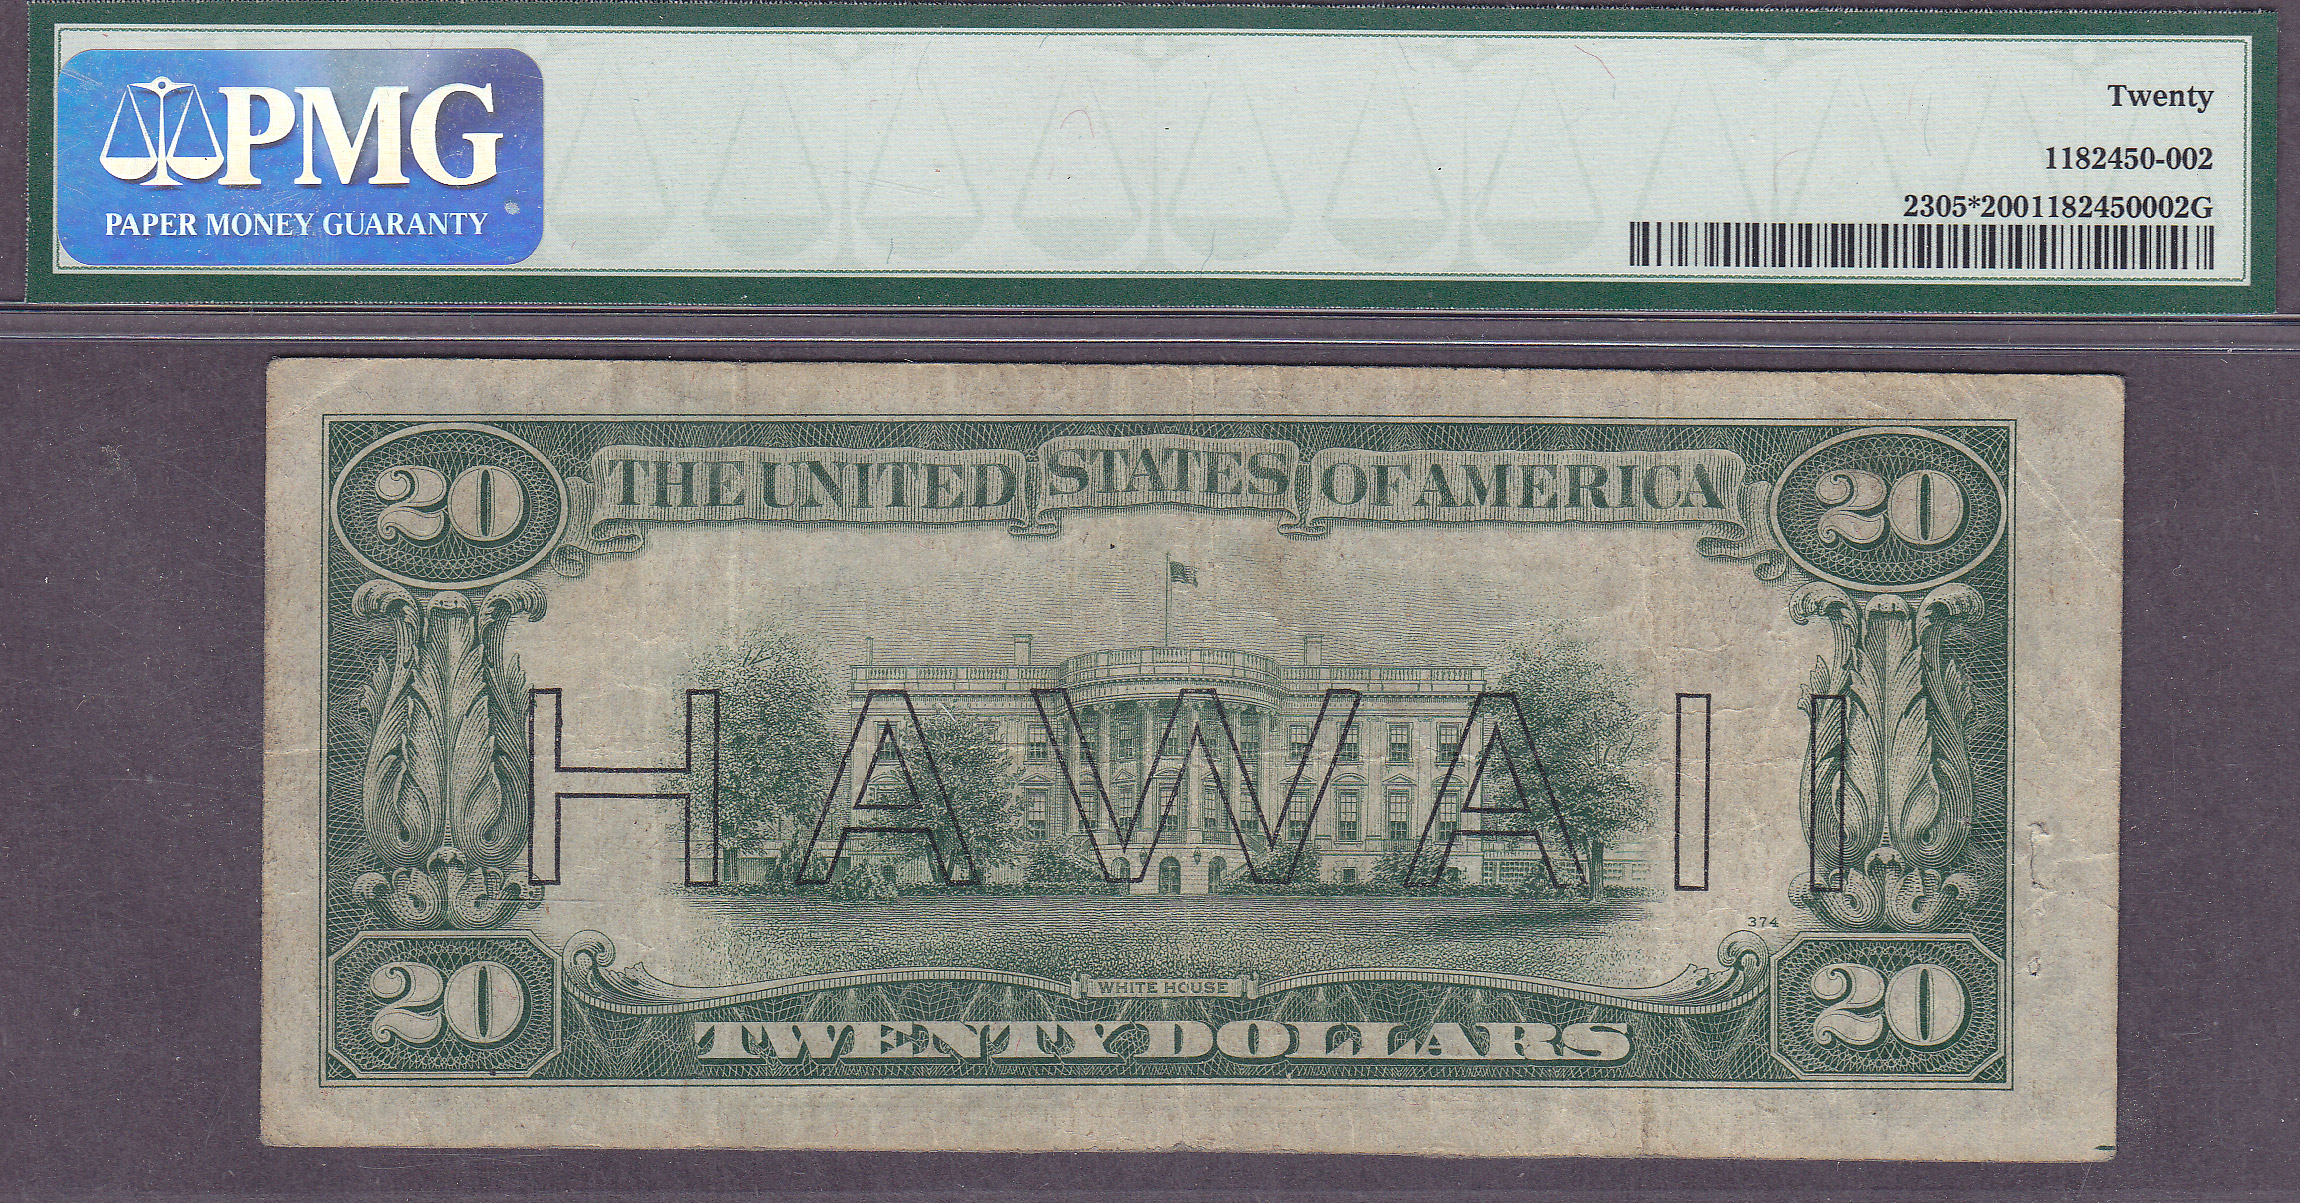 PMG
PAPER MONEY GUARANTY
Twenty
1182450-002
2305*2001182450002G
20 THE UNITED STATES OF AMERICA 20
HAWAII
374
WHITE HOUSE
20 TWENTY DOLLARS 20